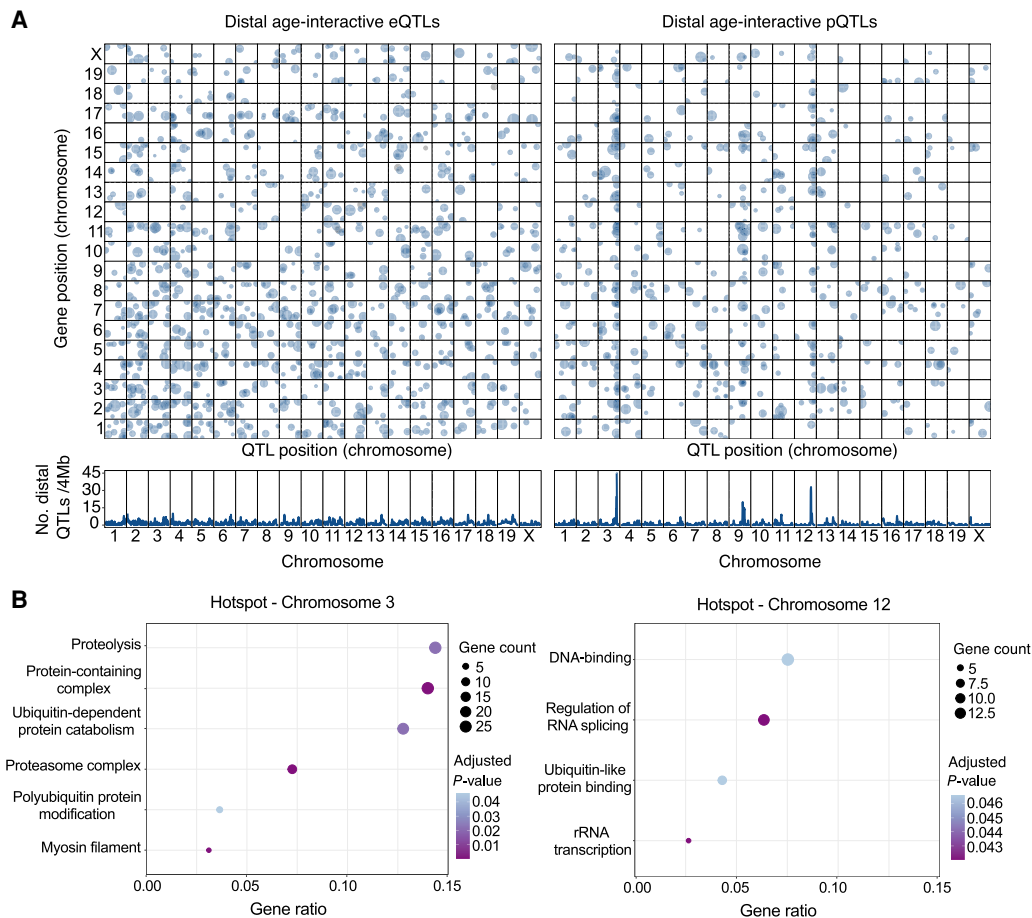 A
Distal age-interactive eQTLs
Distal age-interactive pQTLs
Gene position (chromosome)
X
19
18
17
16
15
14
13
12
11
10
9
8
7
6
5
4
3
2
1
QTL position (chromosome)
QTL position (chromosome)
No. distal
QTLs /4Mb
45
30
15
0
1 2 3 4 5 6 7 8 9 10 11 12 13 14 15 16 17 18 19 X
1 2 3 4 5 6 7 8 9 10 11 12 13 14 15 16 17 18 19 X
Chromosome
Chromosome
B
Hotspot - Chromosome 3
Proteolysis
Protein-containing
complex
Ubiquitin-dependent
protein catabolism
Proteasome complex
Polyubiquitin protein
modification
Myosin filament
0.00 0.05 0.10 0.15
Gene ratio
Gene count
5
10
15
20
25
Adjusted
P-value
0.04
0.03
0.02
0.01
Hotspot - Chromosome 12
DNA-binding
Regulation of
RNA splicing
Ubiquitin-like
protein binding
rRNA
transcription
0.00 0.05 0.10 0.15
Gene ratio
Gene count
5
7.5
10.0
12.5
Adjusted
P-value
0.046
0.045
0.044
0.043